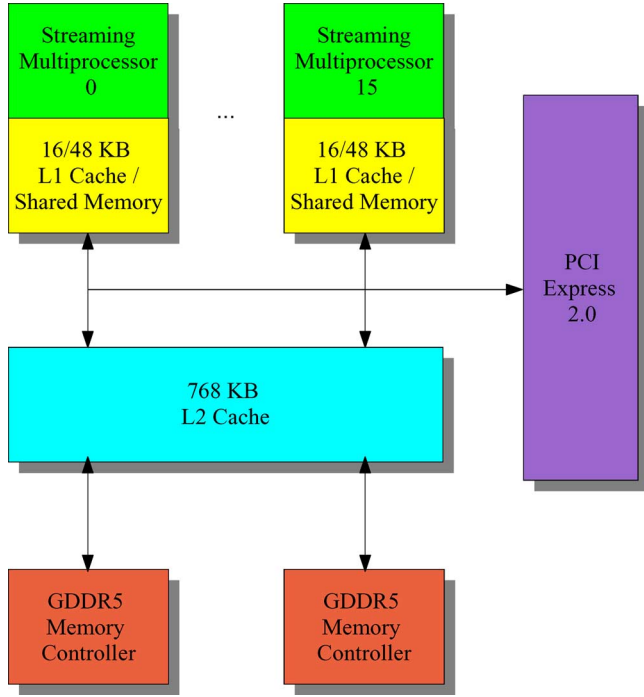 Streaming
Multiprocessor
0
...
Streaming
Multiprocessor
15
16/48 KB
L1 Cache /
Shared Memory
16/48 KB
L1 Cache /
Shared Memory
PCI
Express
2.0
768 KB
L2 Cache
GDDR5
Memory
Controller
GDDR5
Memory
Controller